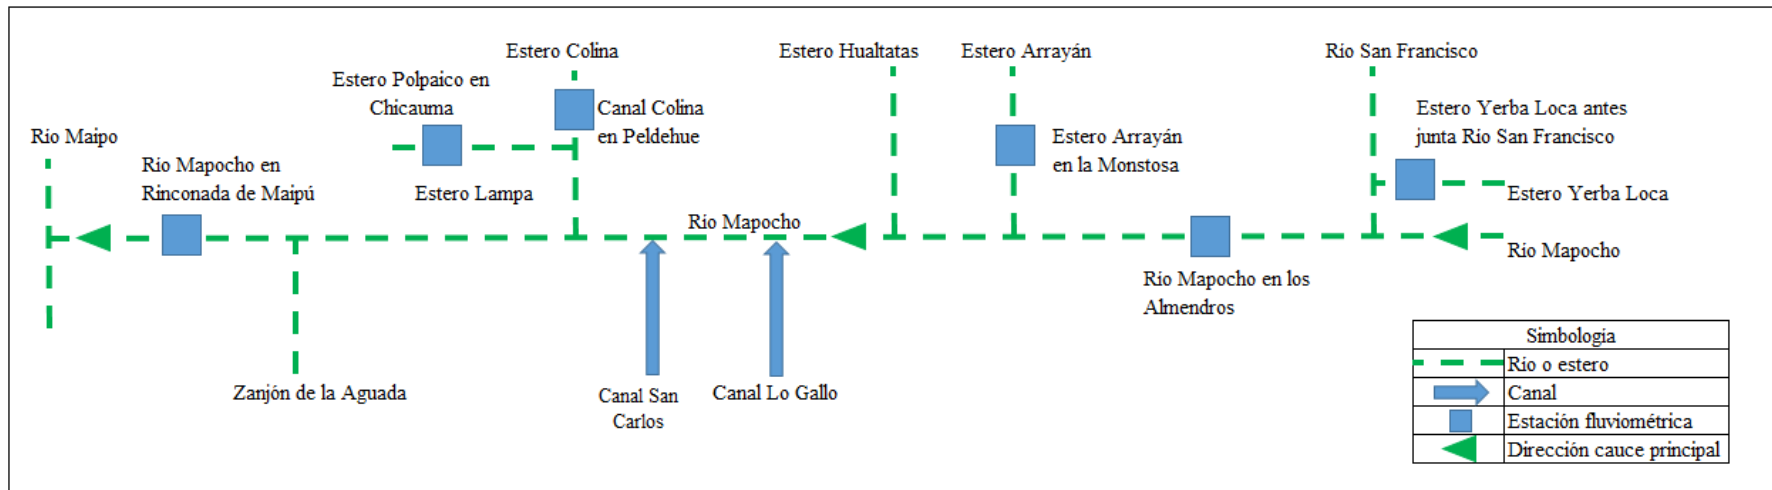 Estero Colina
Estero Hualtatas
Estero Arrayán
Río San Francisco
Estero Polpaico en
Chicauma
Canal Colina
en Peldehue
Estero Yerba Loca antes
junta Río San Francisco
Río Maipo
Estero Arrayán
en la Monstosa
Río Mapocho en
Rinconada de Maipú
Estero Lampa
Estero Yerba Loca
Río Mapocho
Río Mapocho
Río Mapocho en los
Almendros
Zanjón de la Aguada
Canal San
Carlos
Canal Lo Gallo
Simbologia
Río o estero
Canal
Estación fluviométrica
Dirección cauce principal